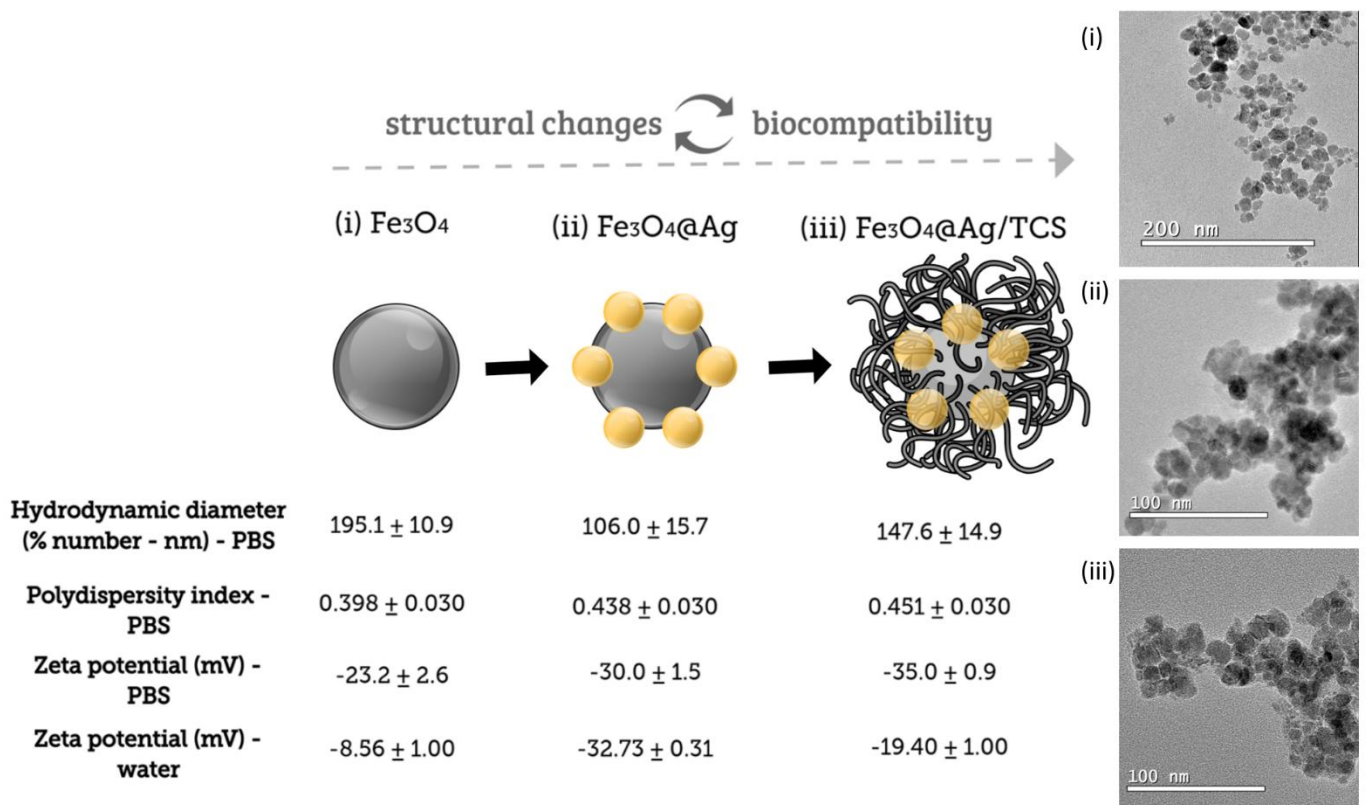 structural changes biocompatibility
(i) Fe₃O₄ (ii) Fe₃O₄@Ag (iii) Fe₃O₄@Ag/TCS
Hydrodynamic diameter
(% number - nm) - PBS
195.1 ± 10.9 106.0 ± 15.7 147.6 ± 14.9
Polydispersity index -
PBS
0.398 ± 0.030 0.438 ± 0.030 0.451 ± 0.030
Zeta potential (mV) -
PBS
-23.2 ± 2.6 -30.0 ± 1.5 -35.0 ± 0.9
Zeta potential (mV) -
water
-8.56 ± 1.00 -32.73 ± 0.31 -19.40 ± 1.00
(i)
200 nm
(ii)
100 nm
(iii)
100 nm